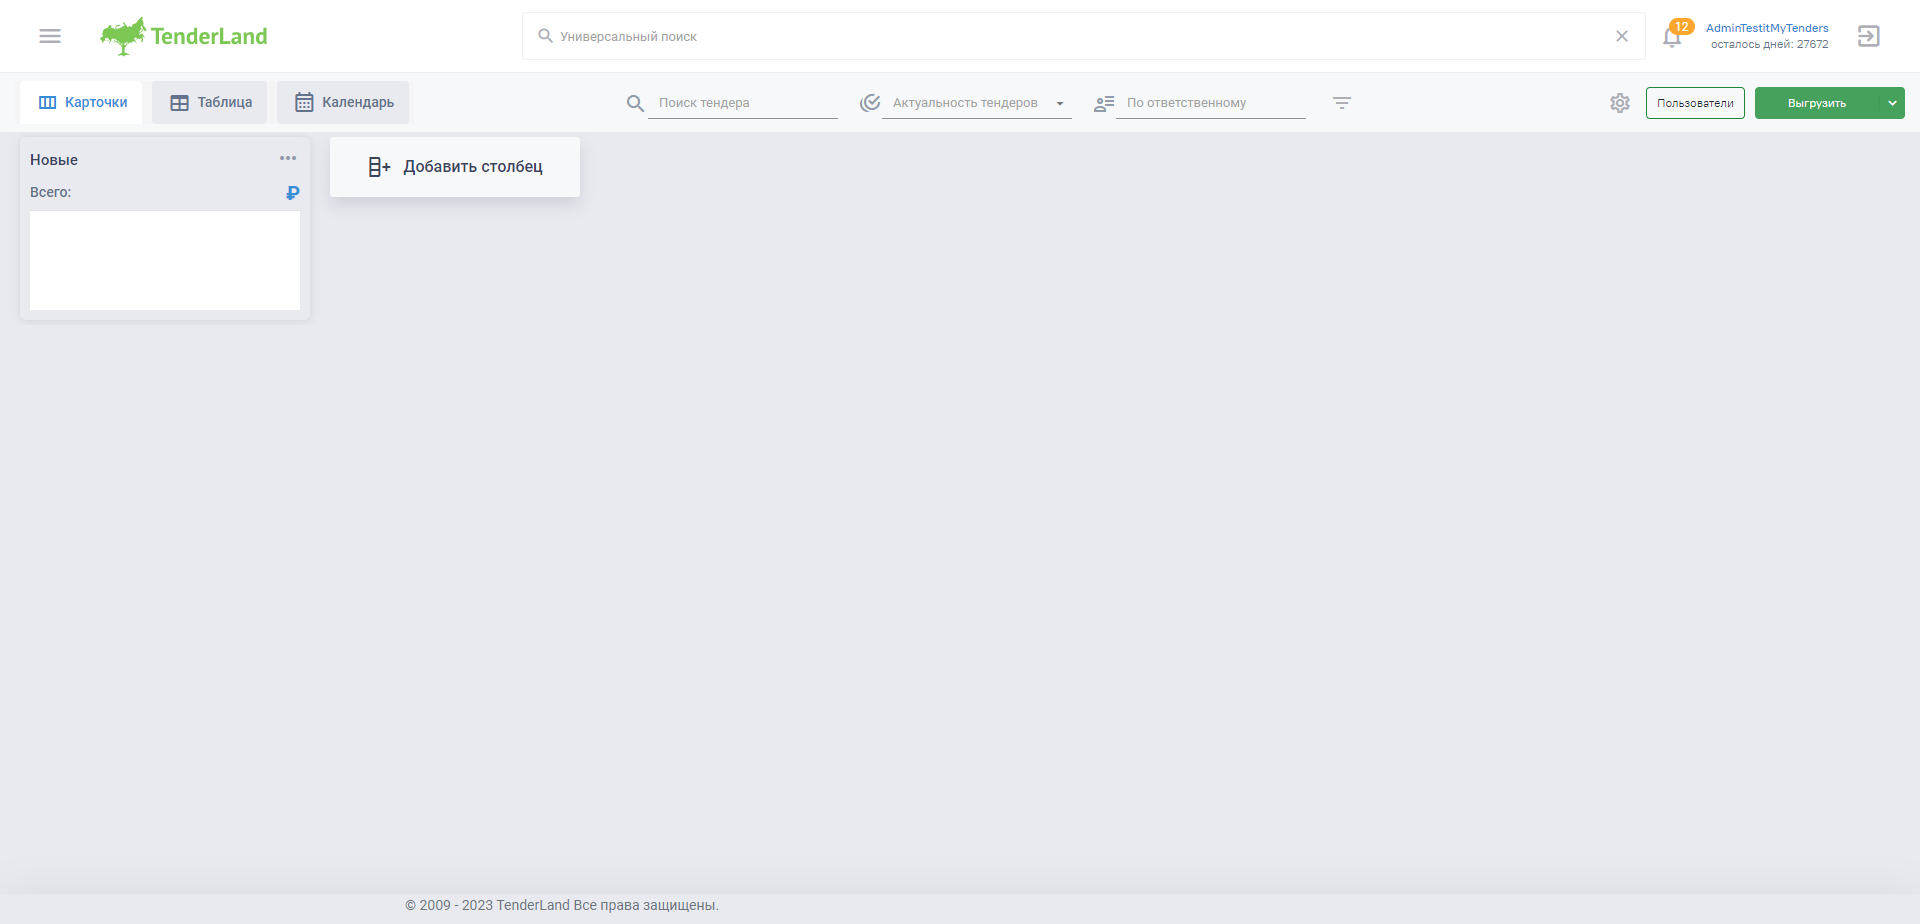 TenderLand
Универсальный поиск
12
AdminTestitMyTenders
осталось дней: 27672
Карточки
Таблица
Календарь
Поиск тендера
Актуальность тендеров
По ответственному
Пользователи
Выгрузить
Новые
Всего:
₽
Добавить столбец
© 2009 - 2023 TenderLand Все права защищены.